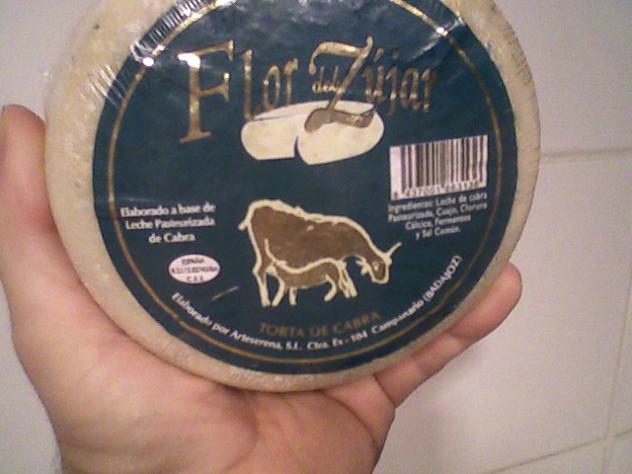 Flor del Zújar
Elaborado a base de
Leche Pasteurizada
de Cabra
Ingredientes: Leche de cabra
Pasteurizada, Cuajo, Cloruro
Cálcico, Fermentos
y Sal Común.
ESPAÑA
C.E.E.
TORTA DE CABRA
Elaborado por Arteserena, S.L. Ctra. Ex-104 Campanario (BADAJOZ)